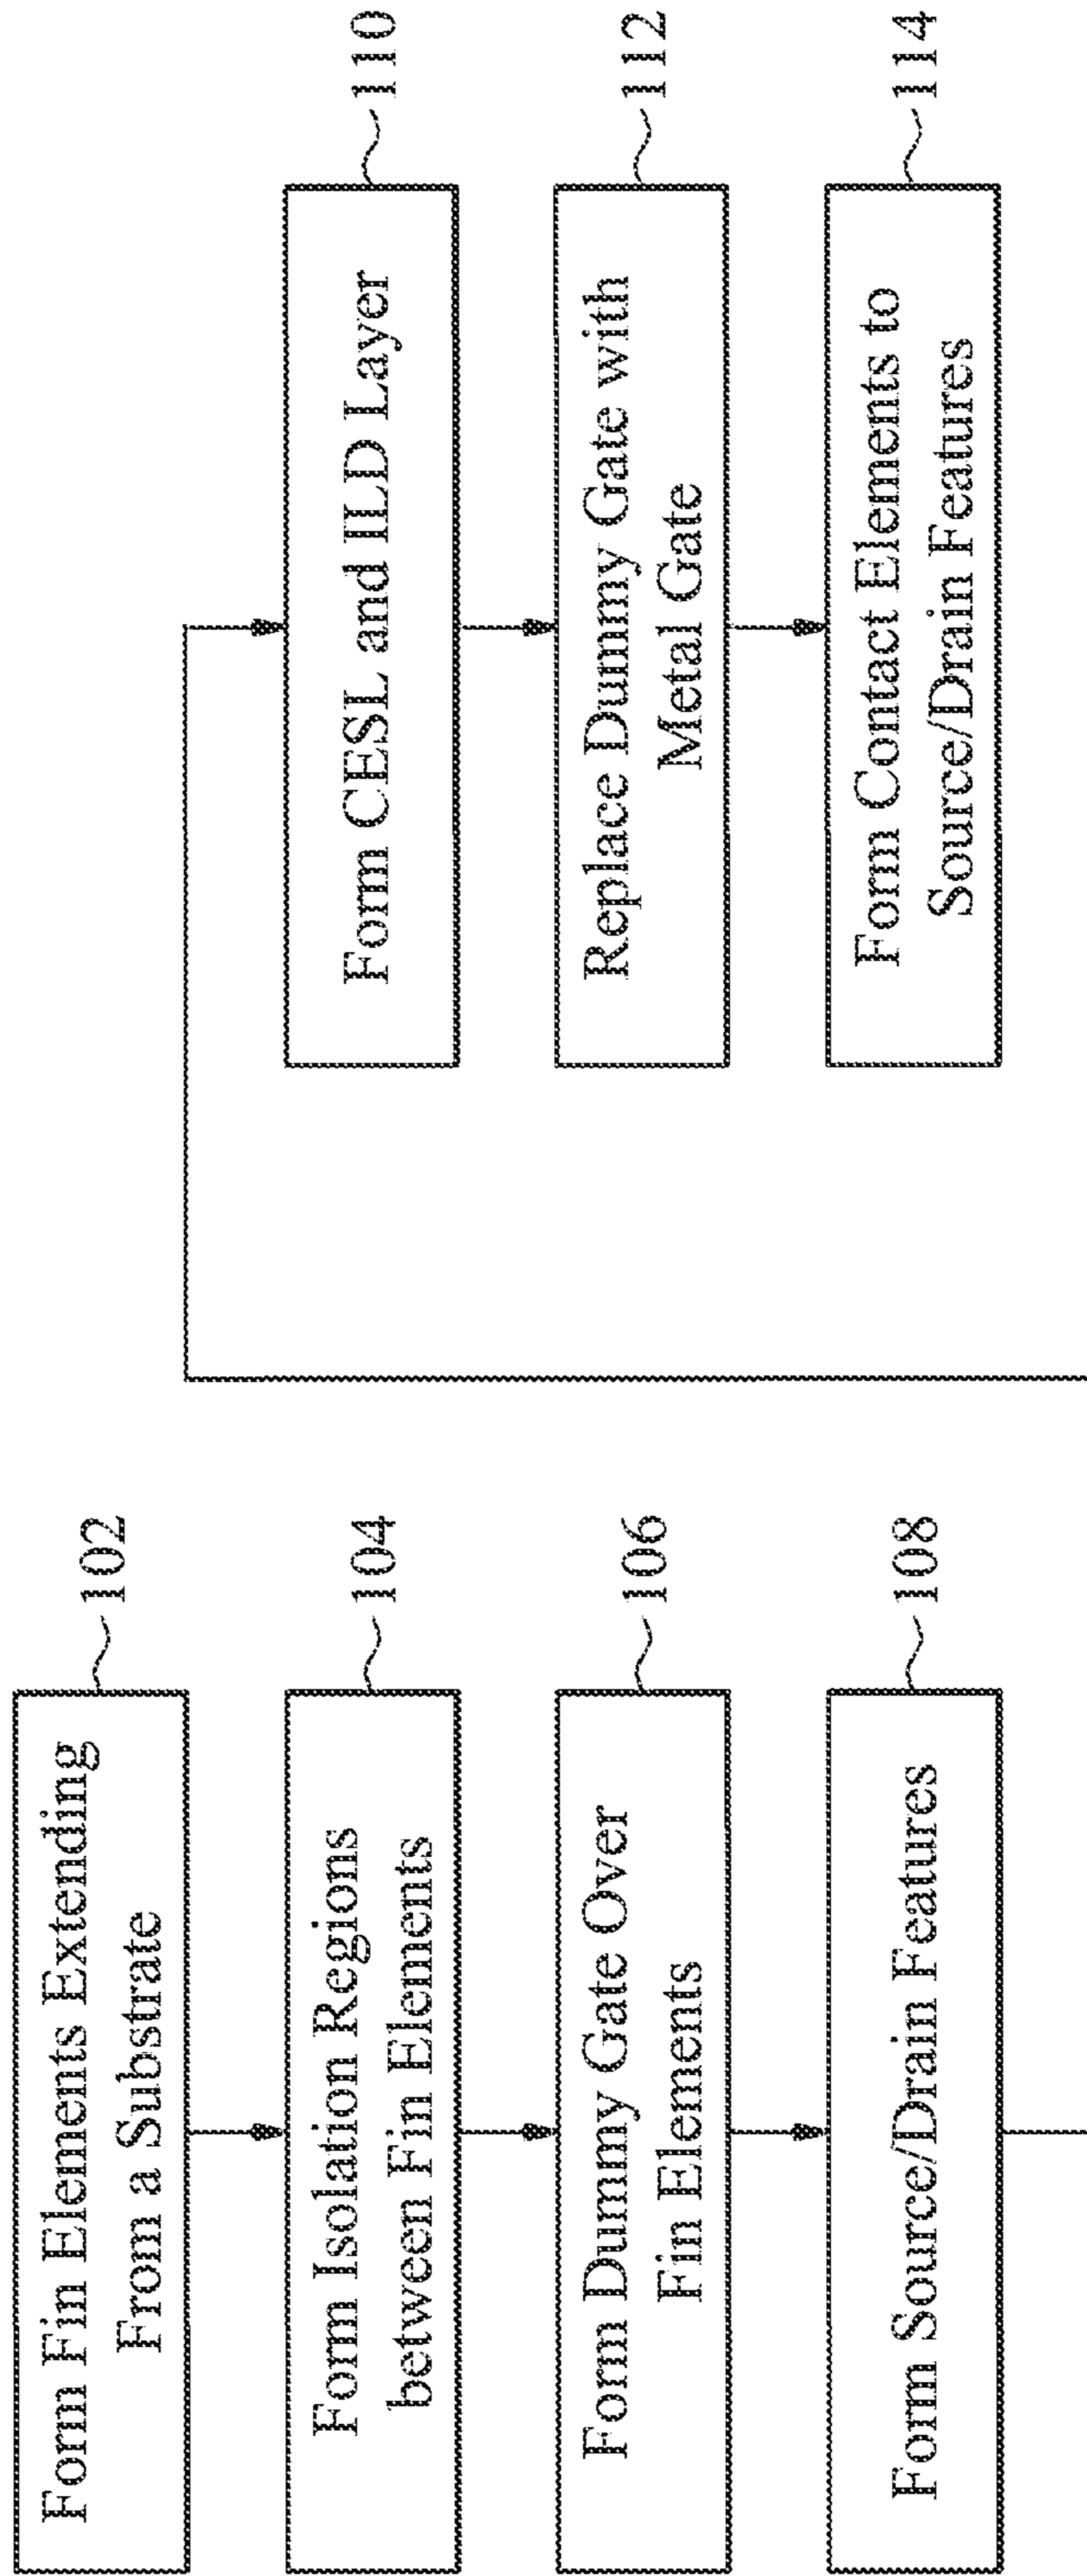 Form Fin Elements Extending
From a Substrate
102
Form Isolation Regions
between Fin Elements
104
Form Dummy Gate Over
Fin Elements
106
Form Source/Drain Features
108
Form CESL and ILD Layer
110
Replace Dummy Gate with
Metal Gate
112
Form Contact Elements to
Source/Drain Features
114